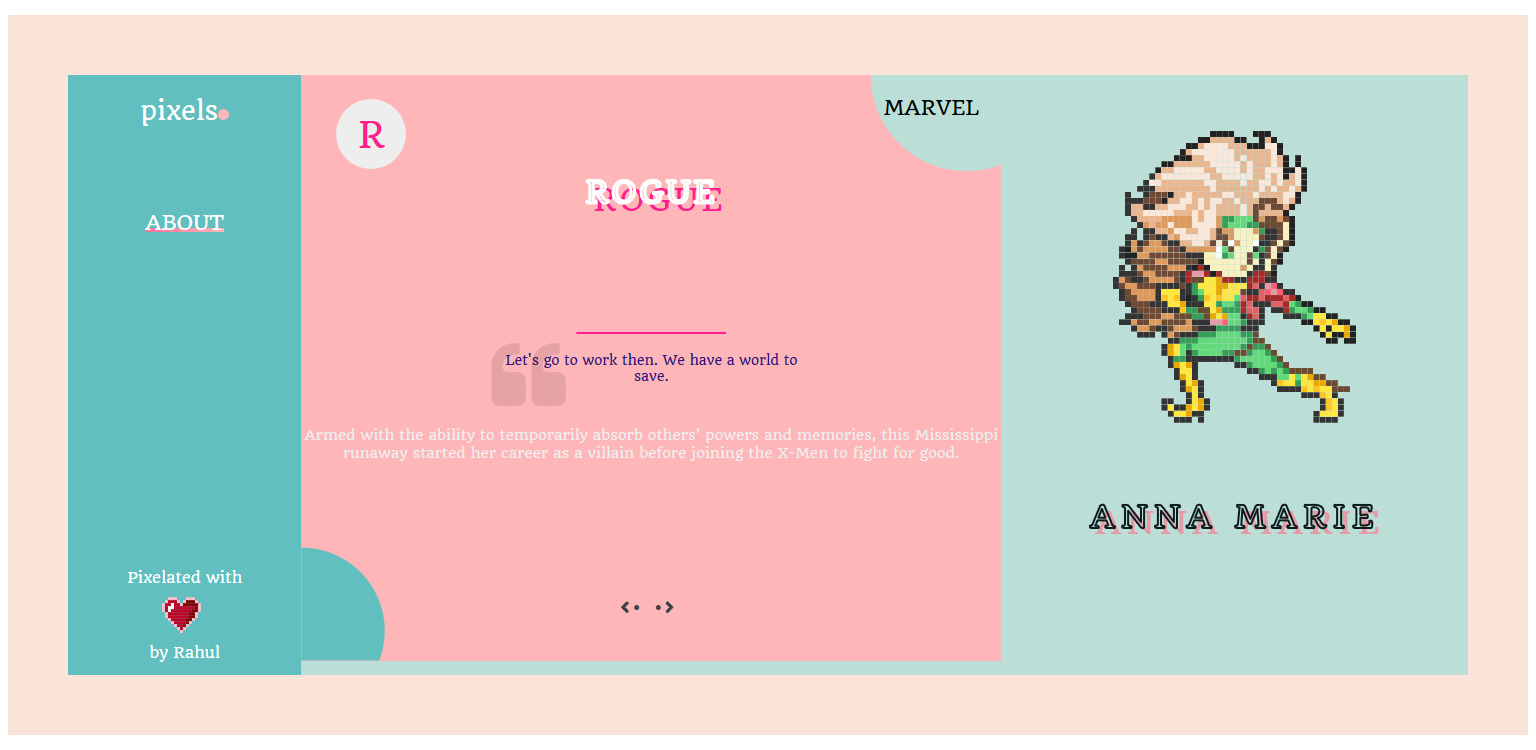 pixels
ABOUT
Pixelated with
by Rahul
R
MARVEL
ROGUE
Let's go to work then. We have a world to
save.
Armed with the ability to temporarily absorb others’ powers and memories, this Mississippi
runaway started her career as a villain before joining the X-Men to fight for good.
ANNA MARIE